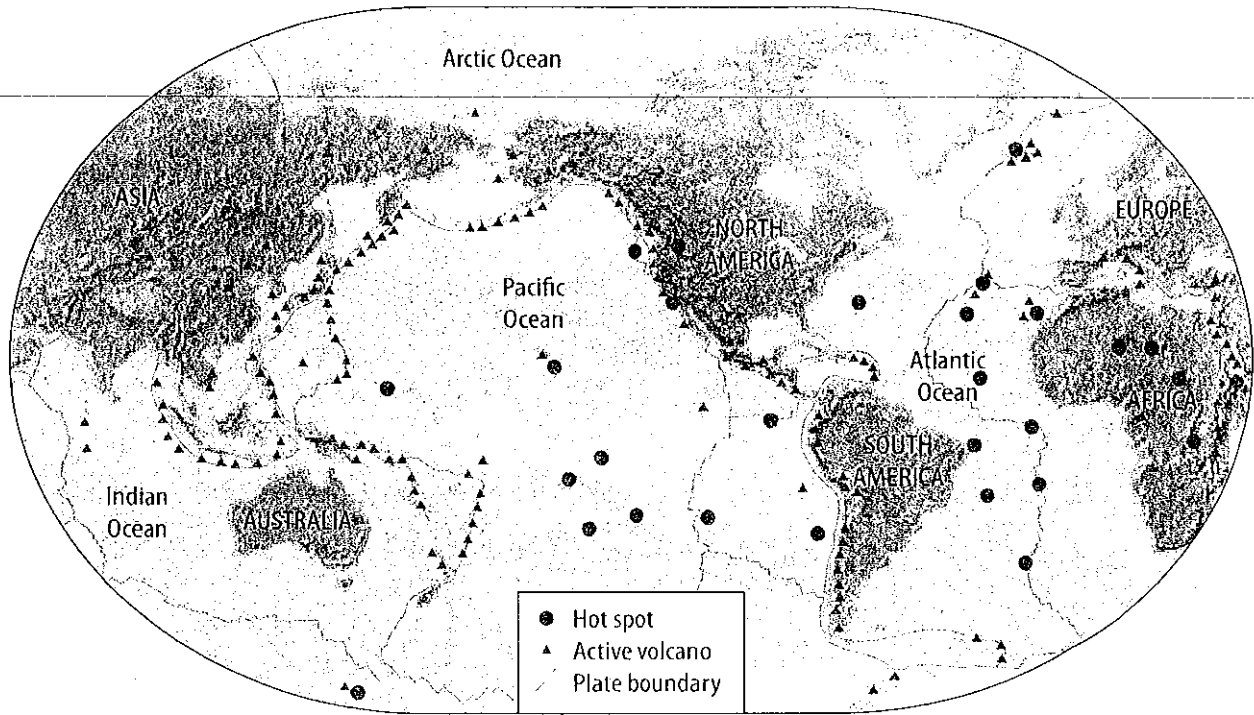 Arctic Ocean
ASIA
NORTH
AMERICA
EUROPE
Pacific
Ocean
Atlantic
Ocean
AFRICA
SOUTH
AMERICA
Indian
Ocean
AUSTRALIA
Hot spot
Active volcano
Plate boundary